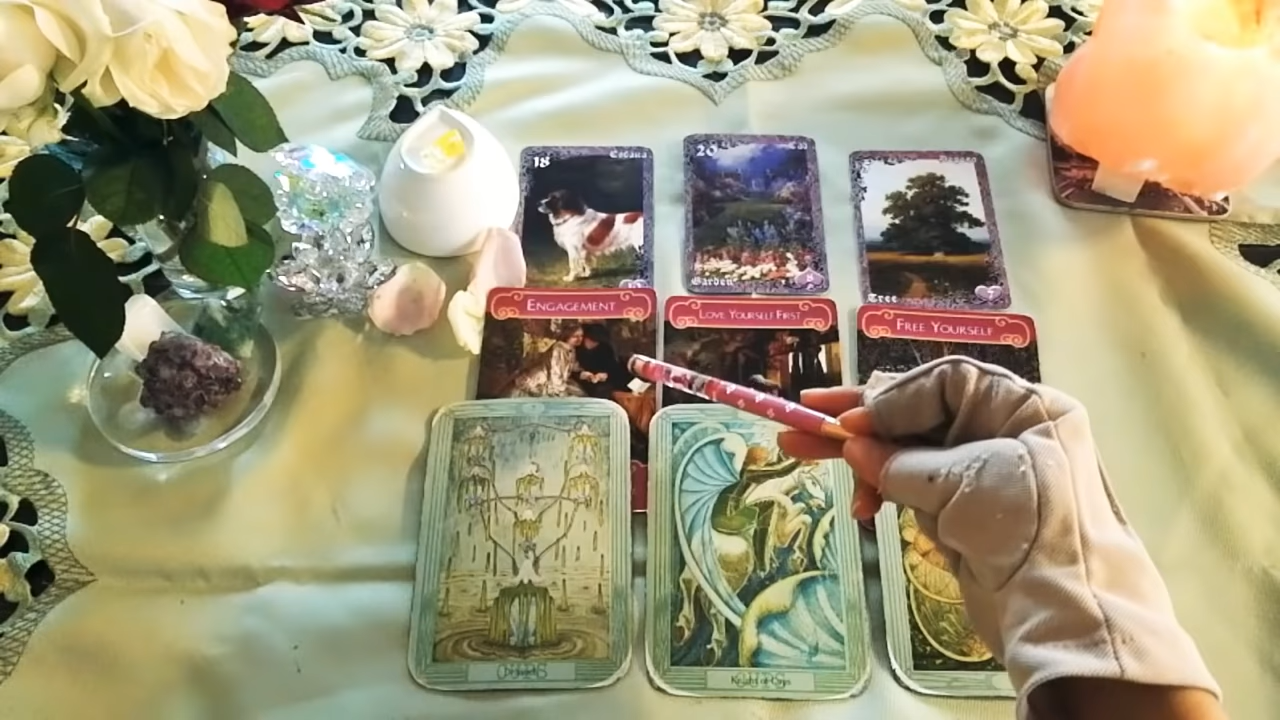 18
20
Garden
Tree
ENGAGEMENT
LOVE YOURSELF FIRST
FREE YOURSELF
Knight of Cups